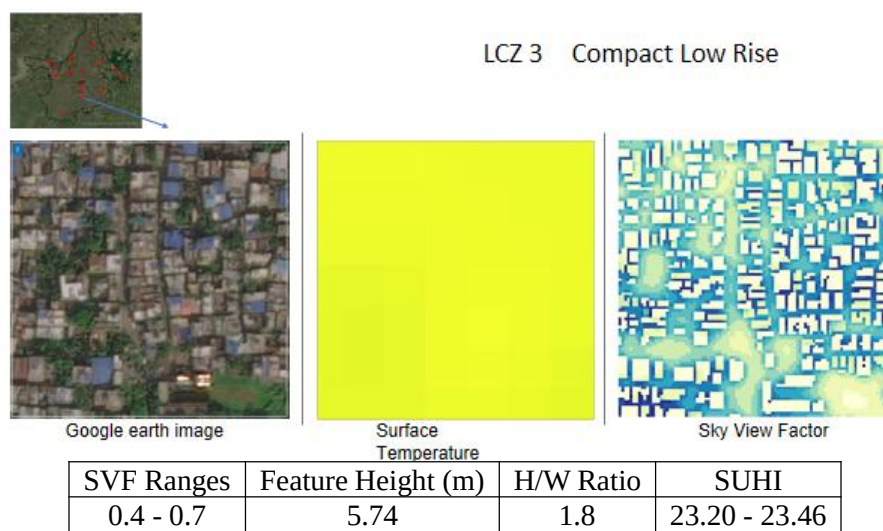 LCZ 3 Compact Low Rise
Google earth image
Surface
Temperature
Sky View Factor
SVF Ranges Feature Height (m) H/W Ratio SUHI
0.4 - 0.7 5.74 1.8 23.20 - 23.46